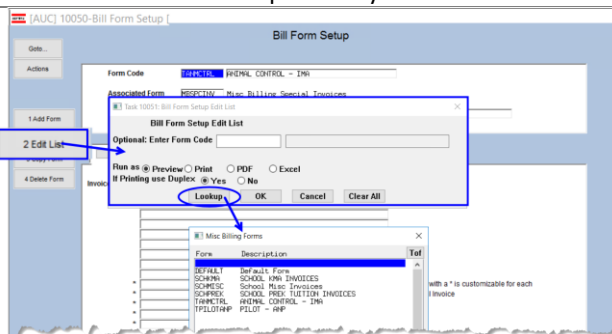 [AUC] 10050-Bill Form Setup [
Bill Form Setup
Goto...
Actions
Form Code TANMCTRL ANIMAL CONTROL - IMA
Associated Form MBSPCINV Misc Billing Special Invoices
Task 10051: Bill Form Setup Edit List
1 Add Form
Bill Form Setup Edit List
2 Edit List
Optional: Enter Form Code
4 Delete Form
Run as Preview Print PDF Excel
If Printing use Duplex Yes No
Lookup OK Cancel Clear All
Misc Billing Forms
Form Description Tof
DEFAULT Default Form
SCHKMA SCHOOL KMA INVOICES
SCHMISC School Misc Invoices
SCHPREK SCHOOL PREK TUITION INVOICES
TANMCTRL ANIMAL CONTROL - IMA
TPILOTANP PILOT - ANP
with a * is customizable for each
Invoice